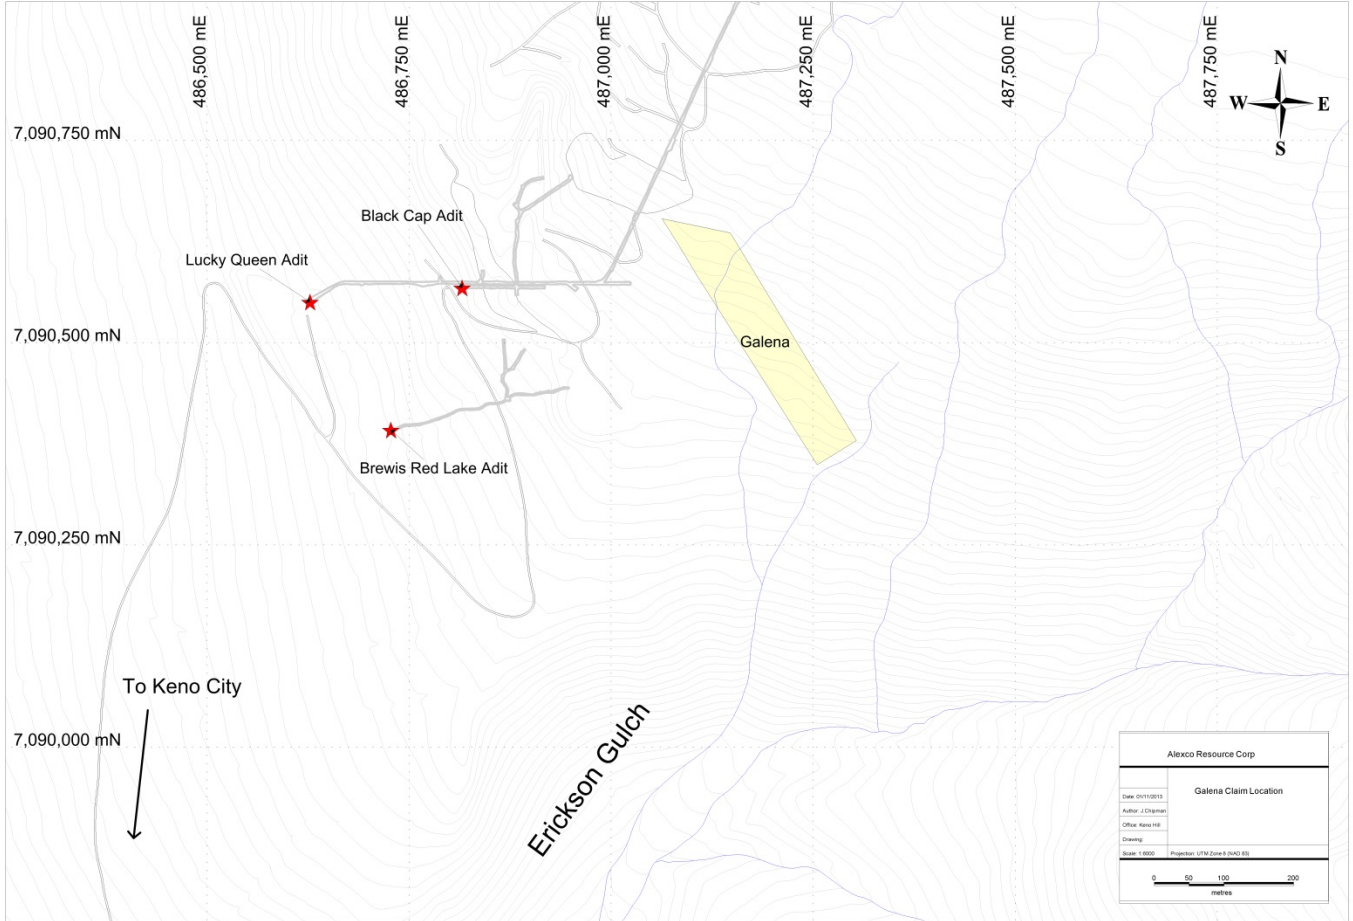 486,500 mE
486,750 mE
487,000 mE
487,250 mE
487,500 mE
487,750 mE
N
W E
S
7,090,750 mN
Black Cap Adit
Lucky Queen Adit
7,090,500 mN
Galena
Brewis Red Lake Adit
7,090,250 mN
To Keno City
7,090,000 mN
Erickson Gulch
Alexco Resource Corp
Galena Claim Location
Date: 01/11/2013
Author: J.Chipman
Office: Keno Hill
Drawing:
Scale: 1:6000 Projection: UTM Zone 8 (NAD 83)
0 50 100 200
metres